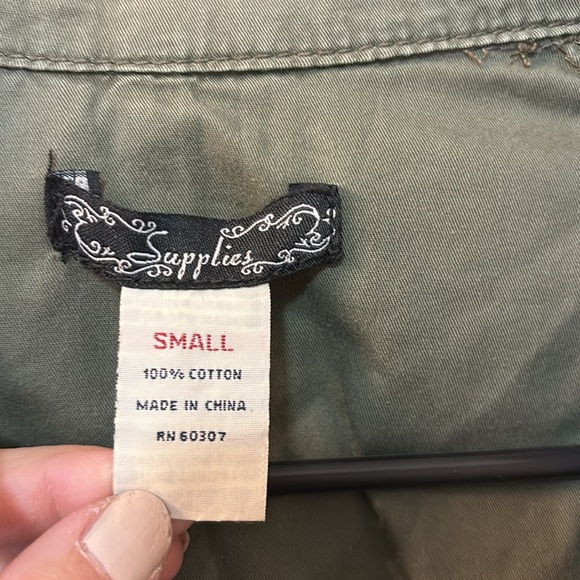 Supplies
SMALL
100% COTTON
MADE IN CHINA
RN 60307